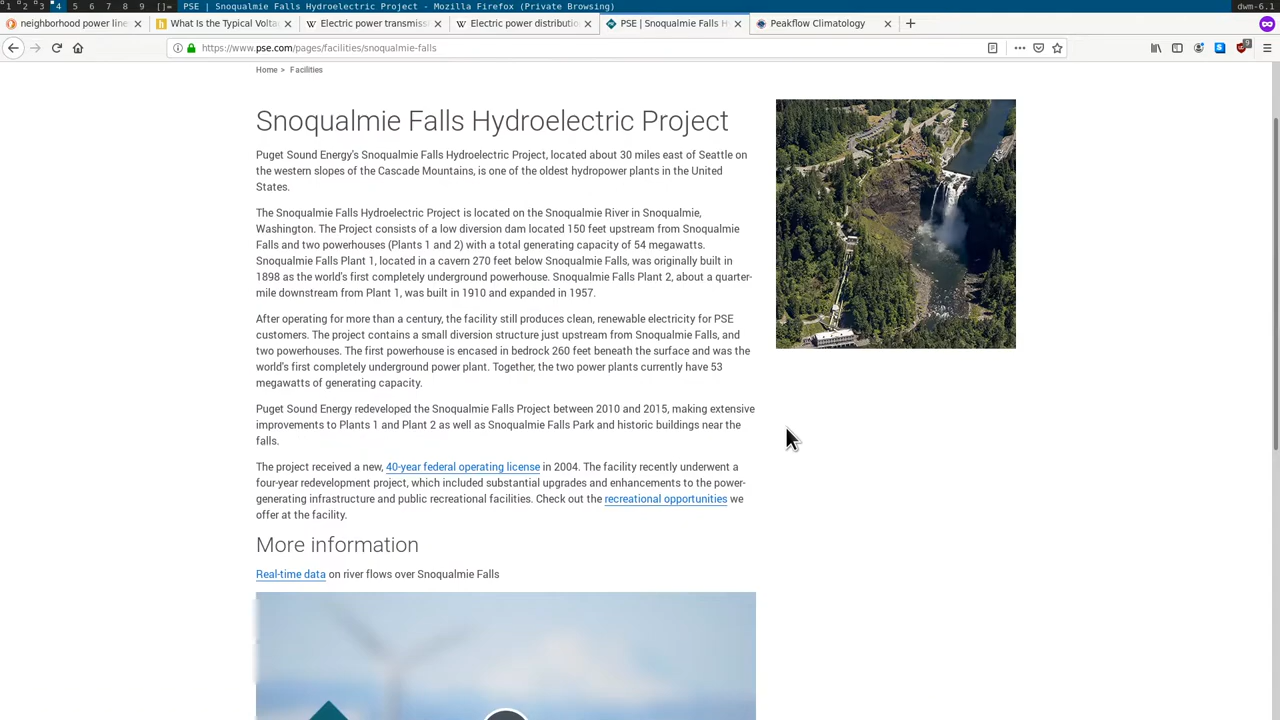 1 2 3 4 5 6 7 8 9 []= PSE | Snoqualmie Falls Hydroelectric Project - Mozilla Firefox (Private Browsing) dwm-6.1
neighborhood power line × What Is the Typical Volta × Electric power transmiss × Electric power distributio × PSE | Snoqualmie Falls H × Peakflow Climatology × +
https://www.pse.com/pages/facilities/snoqualmie-falls
Home > Facilities
Snoqualmie Falls Hydroelectric Project
Puget Sound Energy's Snoqualmie Falls Hydroelectric Project, located about 30 miles east of Seattle on
the western slopes of the Cascade Mountains, is one of the oldest hydropower plants in the United
States.
The Snoqualmie Falls Hydroelectric Project is located on the Snoqualmie River in Snoqualmie,
Washington. The Project consists of a low diversion dam located 150 feet upstream from Snoqualmie
Falls and two powerhouses (Plants 1 and 2) with a total generating capacity of 54 megawatts.
Snoqualmie Falls Plant 1, located in a cavern 270 feet below Snoqualmie Falls, was originally built in
1898 as the world's first completely underground powerhouse. Snoqualmie Falls Plant 2, about a quarter-
mile downstream from Plant 1, was built in 1910 and expanded in 1957.
After operating for more than a century, the facility still produces clean, renewable electricity for PSE
customers. The project contains a small diversion structure just upstream from Snoqualmie Falls, and
two powerhouses. The first powerhouse is encased in bedrock 260 feet beneath the surface and was the
world's first completely underground power plant. Together, the two power plants currently have 53
megawatts of generating capacity.
Puget Sound Energy redeveloped the Snoqualmie Falls Project between 2010 and 2015, making extensive
improvements to Plants 1 and Plant 2 as well as Snoqualmie Falls Park and historic buildings near the
falls.
The project received a new, 40-year federal operating license in 2004. The facility recently underwent a
four-year redevelopment project, which included substantial upgrades and enhancements to the power-
generating infrastructure and public recreational facilities. Check out the recreational opportunities we
offer at the facility.
More information
Real-time data on river flows over Snoqualmie Falls